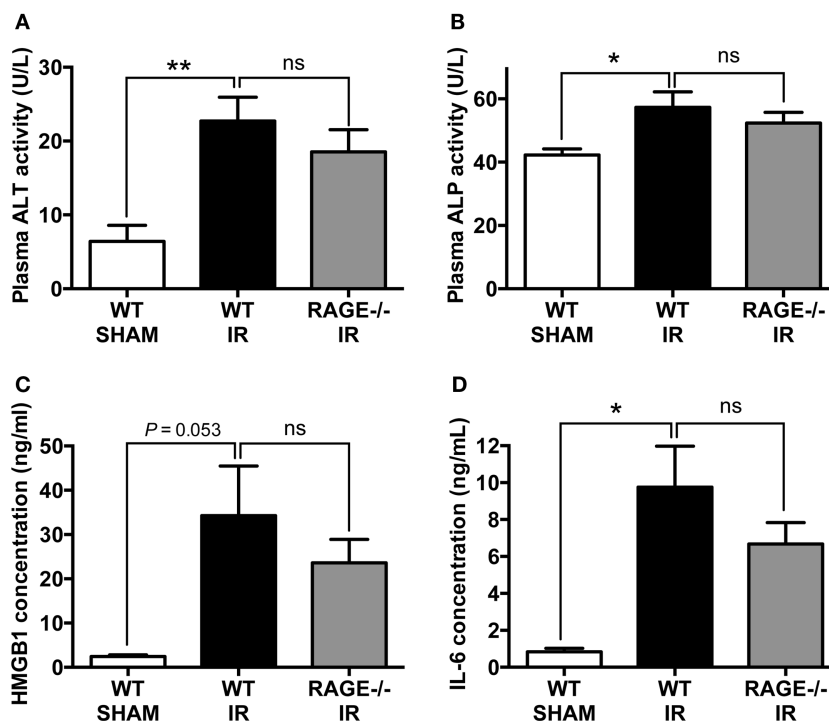 A
Plasma ALT activity (U/L)
30
20
10
0
**
ns
WT
SHAM
WT
IR
RAGE-/-
IR
B
Plasma ALP activity (U/L)
60
40
20
0
*
ns
WT
SHAM
WT
IR
RAGE-/-
IR
C
HMGB1 concentration (ng/ml)
50
40
30
20
10
0
P = 0.053
ns
WT
SHAM
WT
IR
RAGE-/-
IR
D
IL-6 concentration (ng/mL)
12
10
8
6
4
2
0
*
ns
WT
SHAM
WT
IR
RAGE-/-
IR